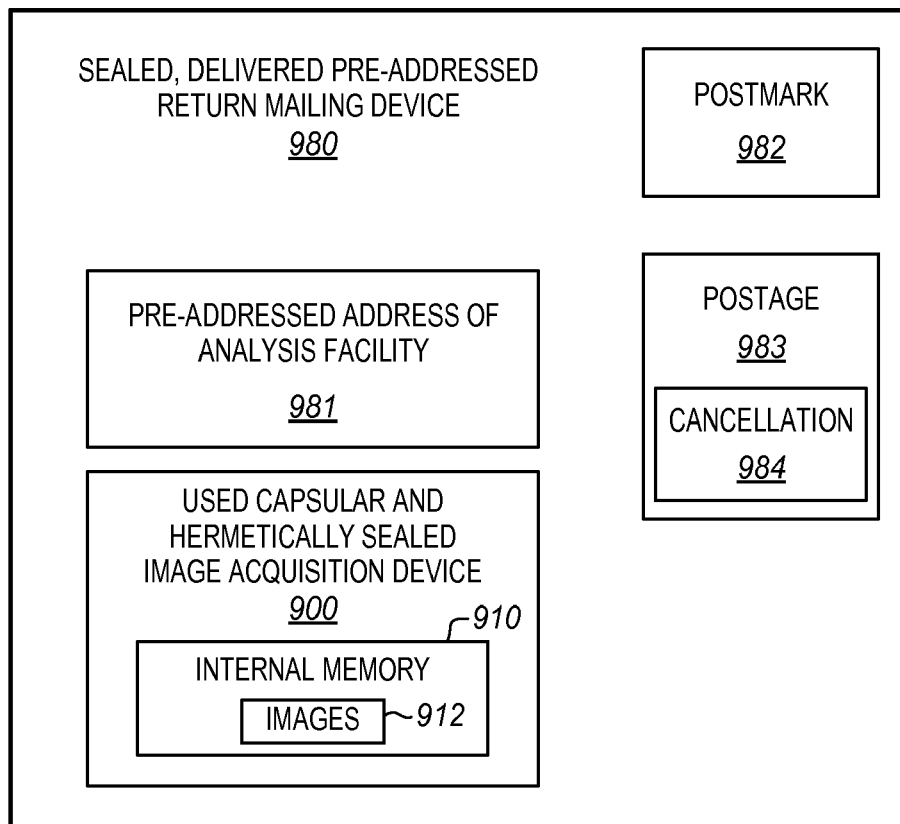 SEALED, DELIVERED PRE-ADDRESSED
RETURN MAILING DEVICE
980
POSTMARK
982
PRE-ADDRESSED ADDRESS OF
ANALYSIS FACILITY
981
POSTAGE
983
CANCELLATION
984
USED CAPSULAR AND
HERMETICALLY SEALED
IMAGE ACQUISITION DEVICE
900
910
INTERNAL MEMORY
IMAGES
912